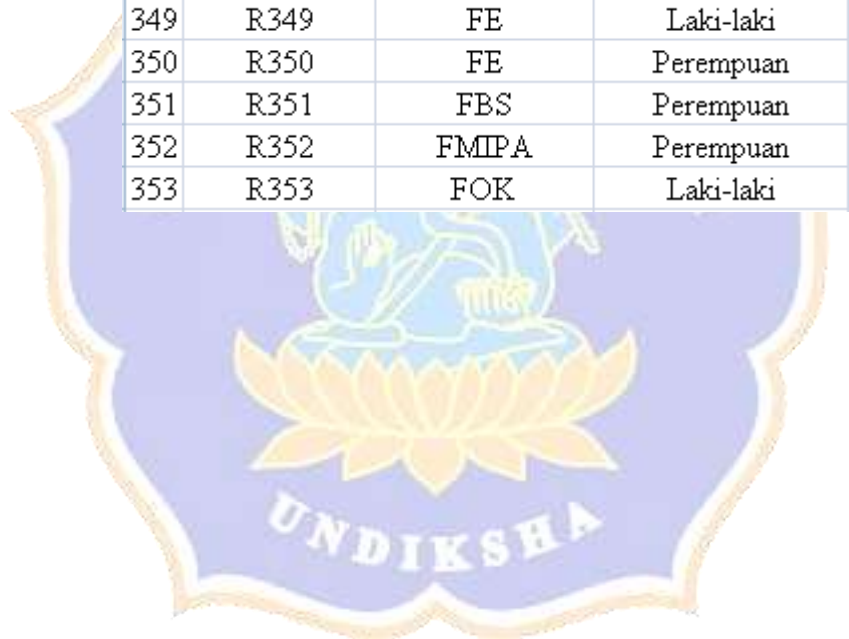 349 R349 FE Laki-laki
350 R350 FE Perempuan
351 R351 FBS Perempuan
352 R352 FMIPA Perempuan
353 R353 FOK Laki-laki
UNDIKSHA